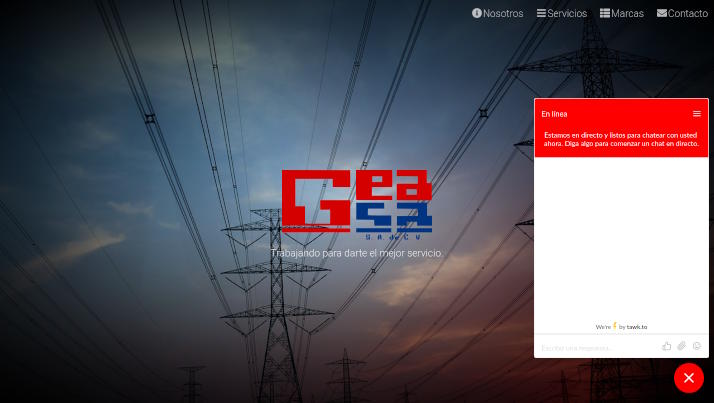 Nosotros
Servicios
Marcas
Contacto
En línea
Estamos en directo y listos para chatear con usted
ahora. Diga algo para comenzar un chat en directo.
Gea
sa
S. A. de C. V.
Trabajando para darte el mejor servicio.
We're by tawk.to
Escriba una respuesta...